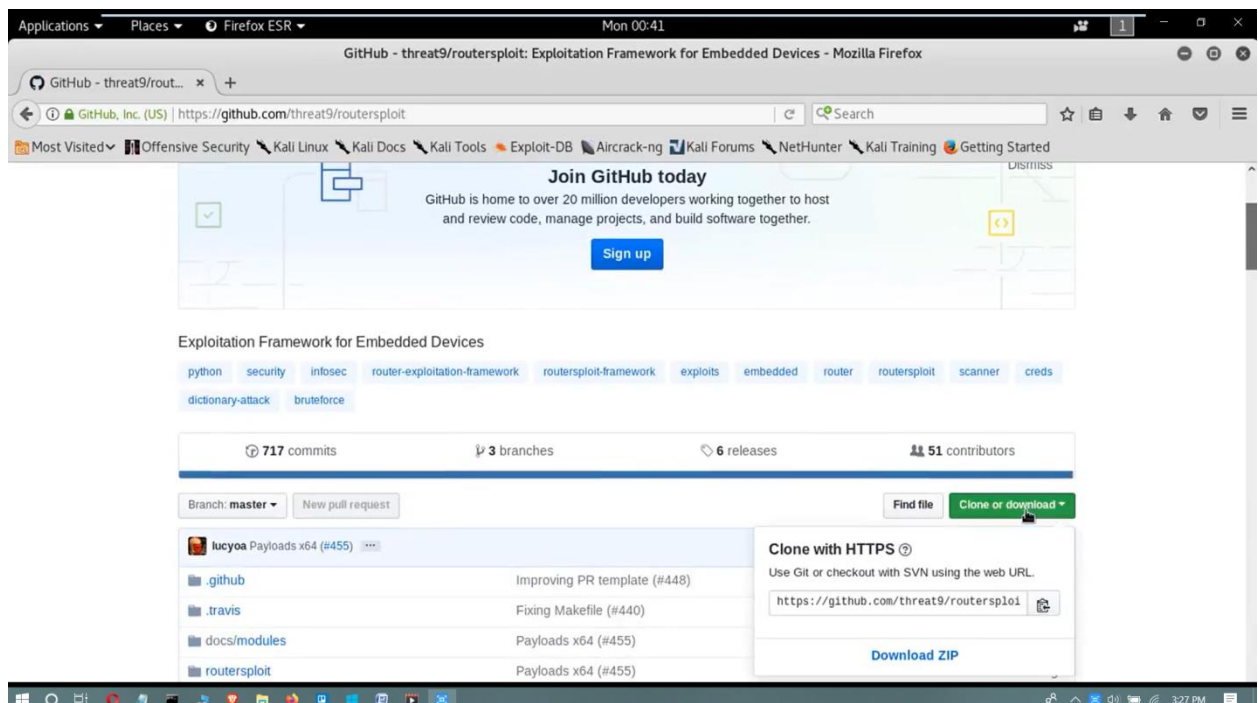 Applications Places Firefox ESR Mon 00:41 1
GitHub - threat9/routersploit: Exploitation Framework for Embedded Devices - Mozilla Firefox
GitHub - threat9/rout...
GitHub, Inc. (US) https://github.com/threat9/routersploit Search
Most Visited Offensive Security Kali Linux Kali Docs Kali Tools Exploit-DB Aircrack-ng Kali Forums NetHunter Kali Training Getting Started
Dismiss
Join GitHub today
GitHub is home to over 20 million developers working together to host
and review code, manage projects, and build software together.
Sign up
Exploitation Framework for Embedded Devices
python security infosec router-exploitation-framework routersploit-framework exploits embedded router routersploit scanner creds
dictionary-attack bruteforce
717 commits 3 branches 6 releases 51 contributors
Branch: master New pull request Find file Clone or download
lucyoa Payloads x64 (#455) ...
Clone with HTTPS
Use Git or checkout with SVN using the web URL.
https://github.com/threat9/routersploi
Download ZIP
.github Improving PR template (#448)
.travis Fixing Makefile (#440)
docs/modules Payloads x64 (#455)
routersploit Payloads x64 (#455)
3:27 PM